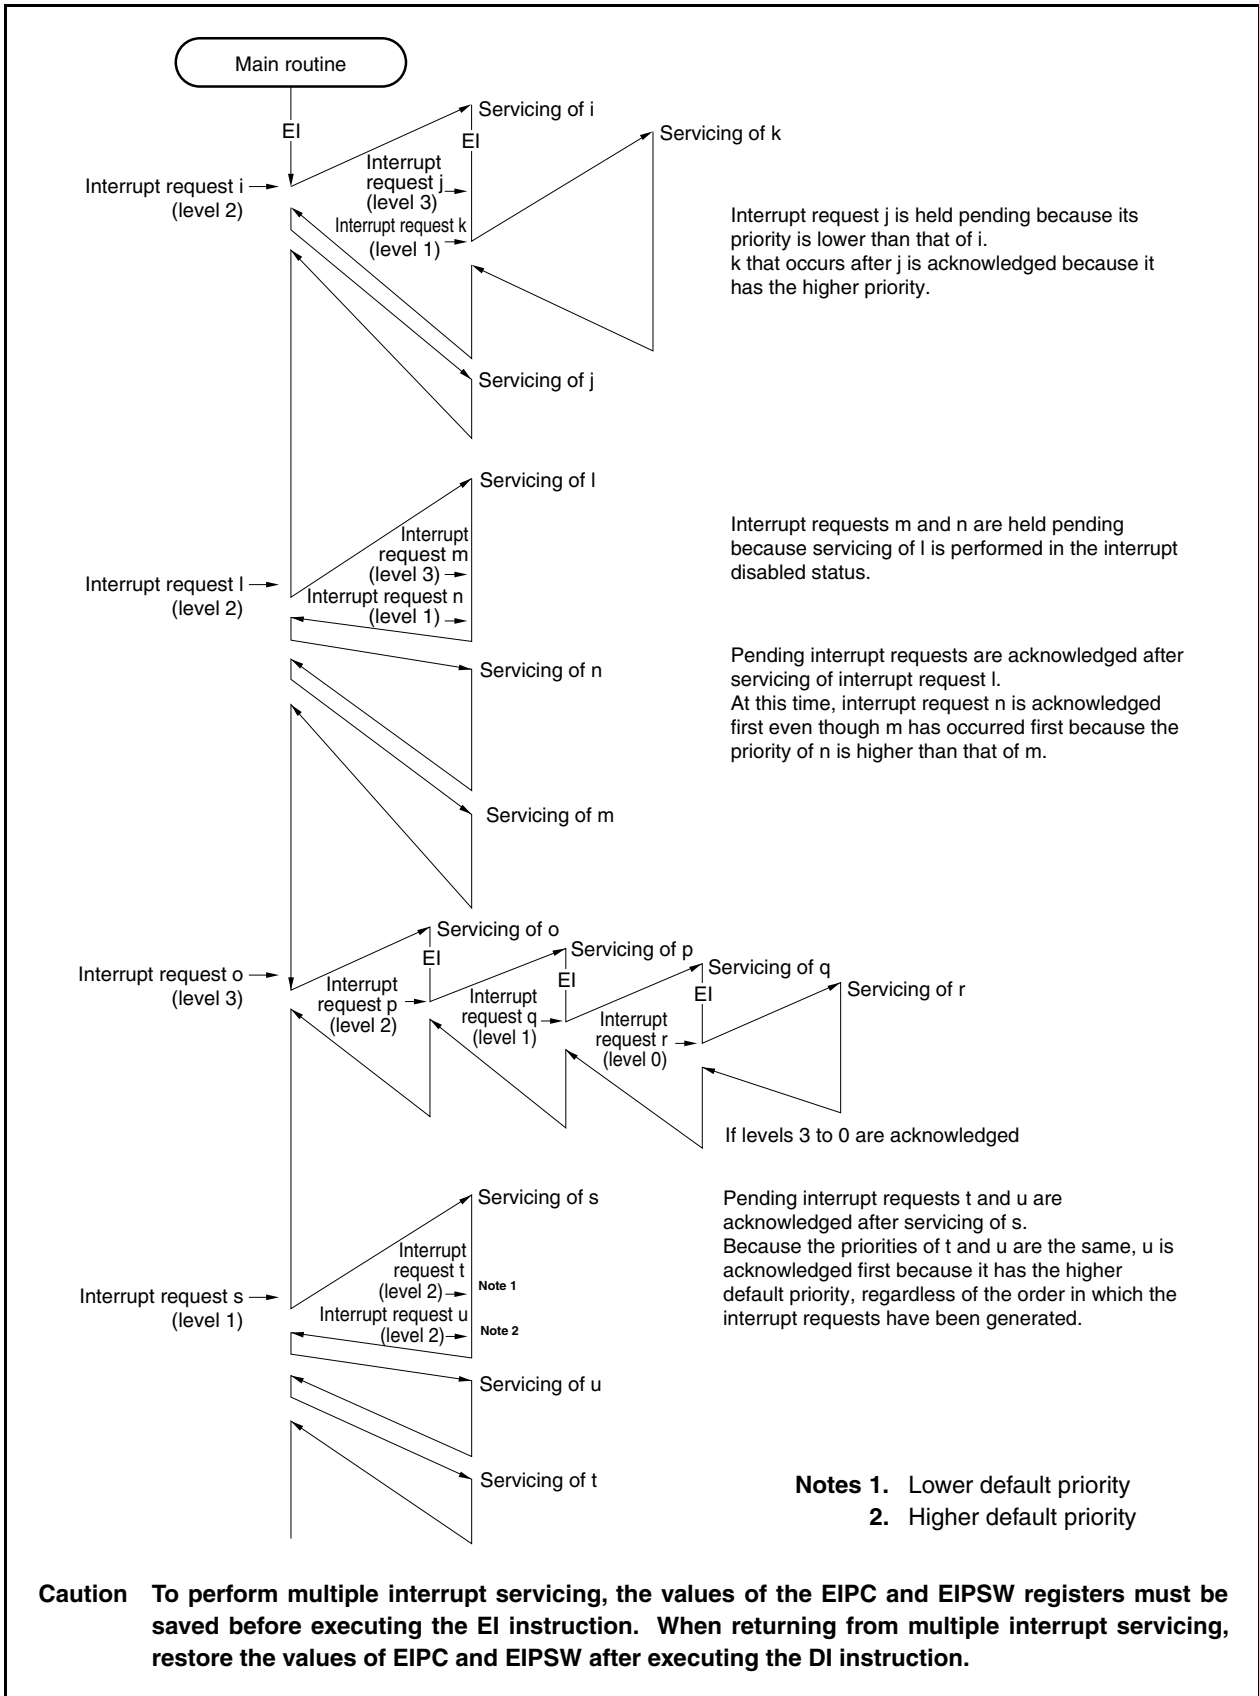 Main routine
EI
Servicing of i
EI
Servicing of k
Interrupt request i
(level 2)
Interrupt
request j
(level 3)
Interrupt request k
(level 1)
Interrupt request j is held pending because its
priority is lower than that of i.
k that occurs after j is acknowledged because it
has the higher priority.
Servicing of j
Servicing of l
Interrupt request l
(level 2)
Interrupt
request m
(level 3)
Interrupt request n
(level 1)
Interrupt requests m and n are held pending
because servicing of l is performed in the interrupt
disabled status.
Servicing of n
Pending interrupt requests are acknowledged after
servicing of interrupt request l.
At this time, interrupt request n is acknowledged
first even though m has occurred first because the
priority of n is higher than that of m.
Servicing of m
Servicing of o
EI
Servicing of p
EI
Servicing of q
EI
Servicing of r
Interrupt request o
(level 3)
Interrupt
request p
(level 2)
Interrupt
request q
(level 1)
Interrupt
request r
(level 0)
If levels 3 to 0 are acknowledged
Servicing of s
Interrupt request s
(level 1)
Interrupt
request t
(level 2)
Note 1
Interrupt request u
(level 2)
Note 2
Pending interrupt requests t and u are
acknowledged after servicing of s.
Because the priorities of t and u are the same, u is
acknowledged first because it has the higher
default priority, regardless of the order in which the
interrupt requests have been generated.
Servicing of u
Servicing of t
Notes 1. Lower default priority
2. Higher default priority
Caution To perform multiple interrupt servicing, the values of the EIPC and EIPSW registers must be
saved before executing the EI instruction. When returning from multiple interrupt servicing,
restore the values of EIPC and EIPSW after executing the DI instruction.